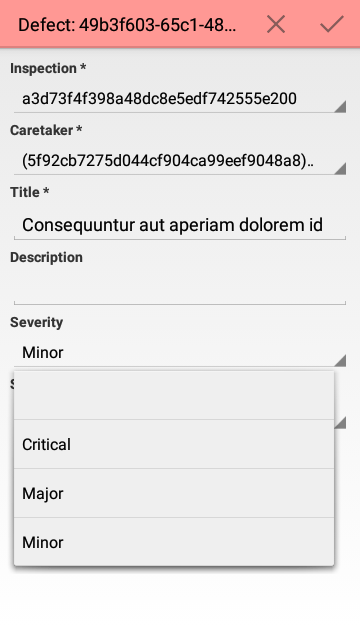 Defect: 49b3f603-65c1-48...
Inspection *
a3d73f4f398a48dc8e5edf742555e200
Caretaker *
(5f92cb7275d044cf904ca99eef9048a8)..
Title *
Consequuntur aut aperiam dolorem id
Description
Severity
Minor
Critical
Major
Minor